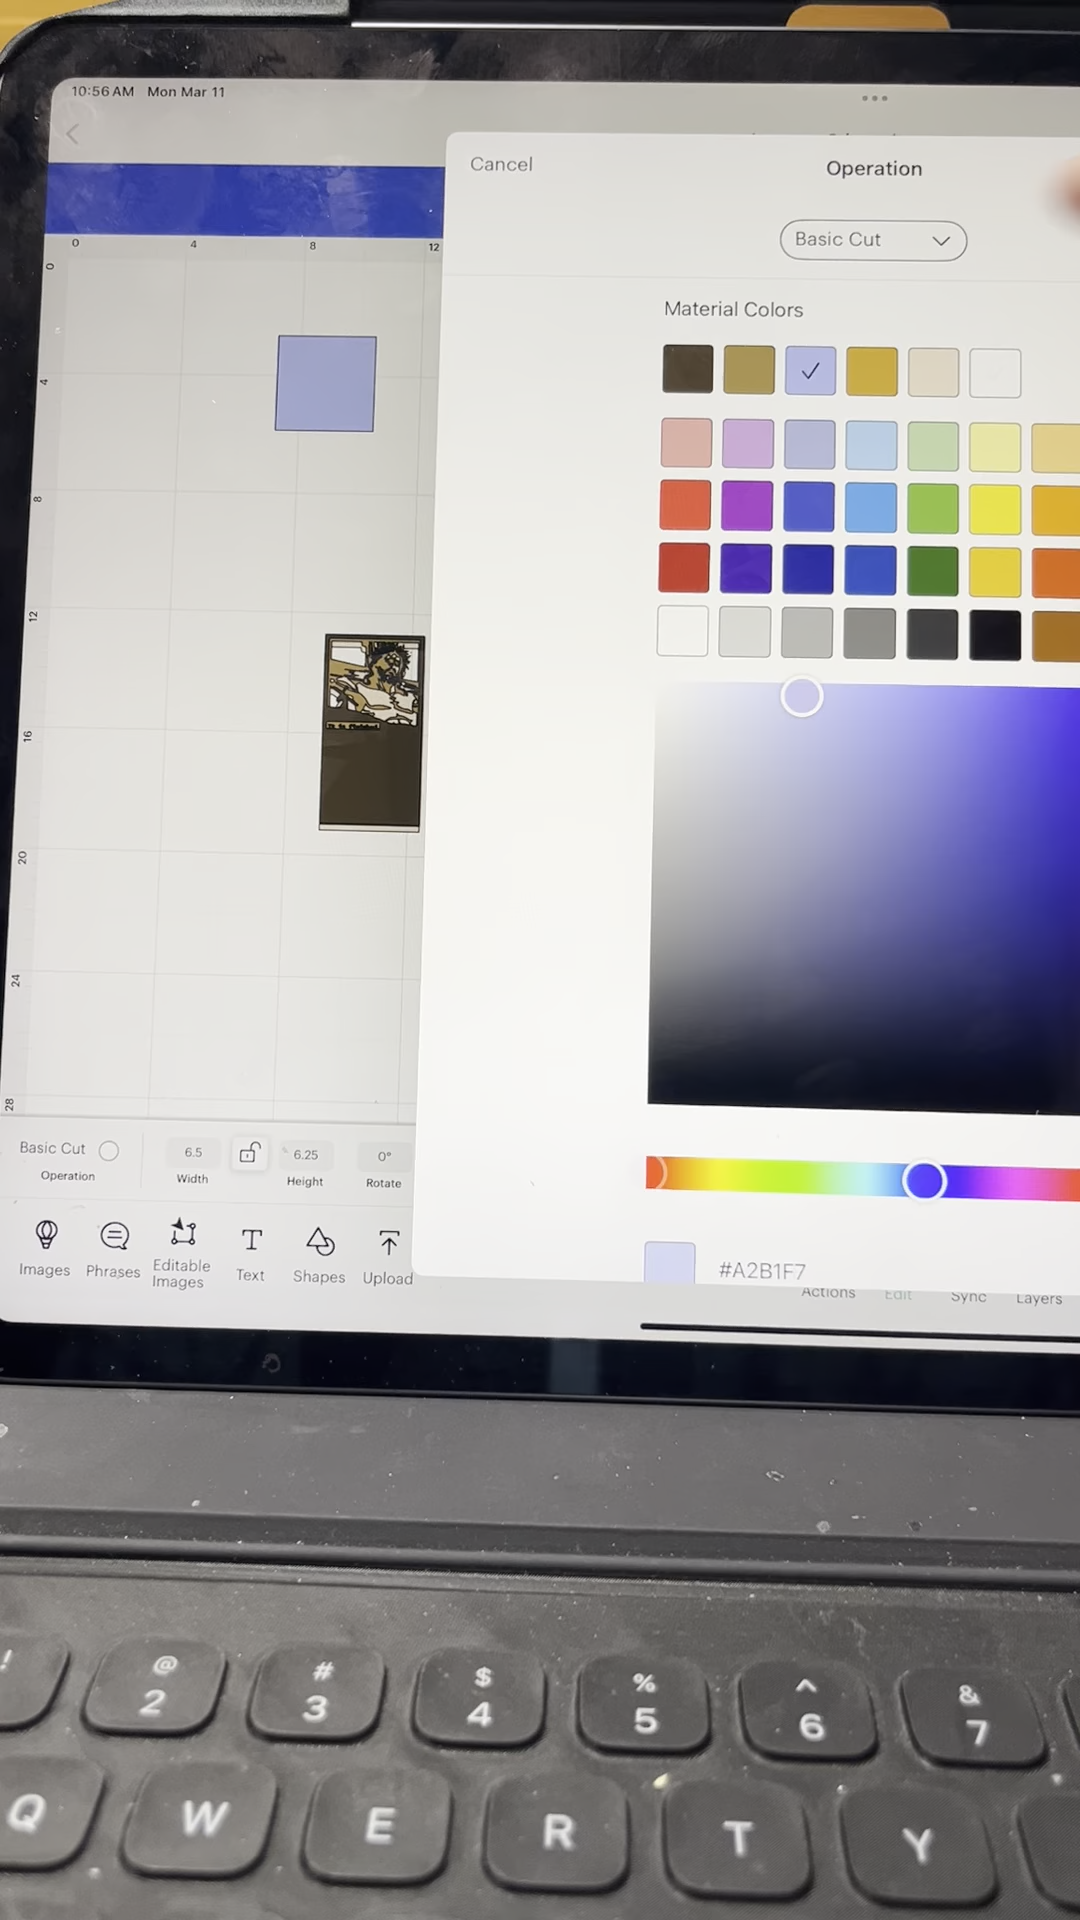 10:56 AM Mon Mar 11
Cancel
Operation
Basic Cut
Material Colors
0 4 8 12
0
4
8
12
16
20
24
28
Basic Cut
Operation
6.5
Width
6.25
Height
0°
Rotate
#A2B1F7
Images
Phrases
Editable
Images
Text
Shapes
Upload
Actions
Edit
Sync
Layers
! @ # $ % ^ &
2 3 4 5 6 7
Q W E R T Y